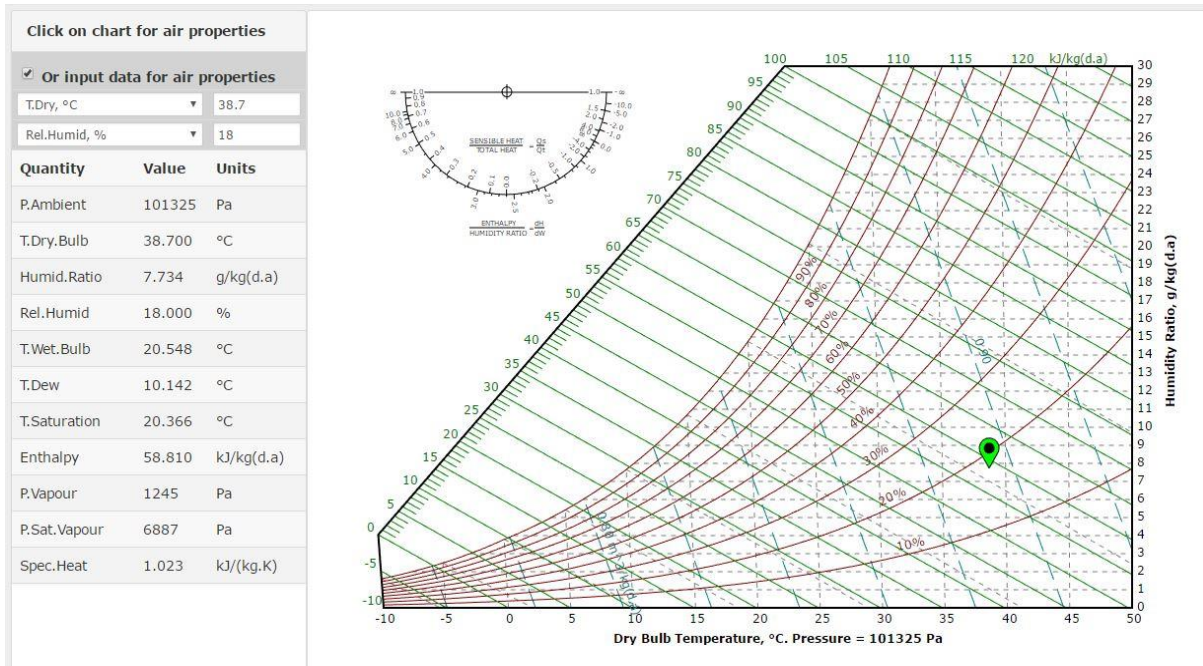 Click on chart for air properties
Or input data for air properties
T.Dry, °C 38.7
Rel.Humid, % 18
Quantity Value Units
P.Ambient 101325 Pa
T.Dry.Bulb 38.700 °C
Humid.Ratio 7.734 g/kg(d.a)
Rel.Humid 18.000 %
T.Wet.Bulb 20.548 °C
T.Dew 10.142 °C
T.Saturation 20.366 °C
Enthalpy 58.810 kJ/kg(d.a)
P.Vapour 1245 Pa
P.Sat.Vapour 6887 Pa
Spec.Heat 1.023 kJ/(kg.K)
SENSIBLE HEAT
TOTAL HEAT
ENTHALPY
HUMIDITY RATIO
dH
dW
100 105 110 115 120 kJ/kg(d.a)
95
90
85
80
75
70
65
60
55
50
45
40
35
30
25
20
15
10
5
0
-5
-10
90%
80%
70%
60%
50%
40%
30%
20%
10%
0.90
30
29
28
27
26
25
24
23
22
21
20
19
18
17
16
15
14
13
12
11
10
9
8
7
6
5
4
3
2
1
0
Humidity Ratio, g/kg(d.a)
-10 -5 0 5 10 15 20 25 30 35 40 45 50
Dry Bulb Temperature, °C. Pressure = 101325 Pa